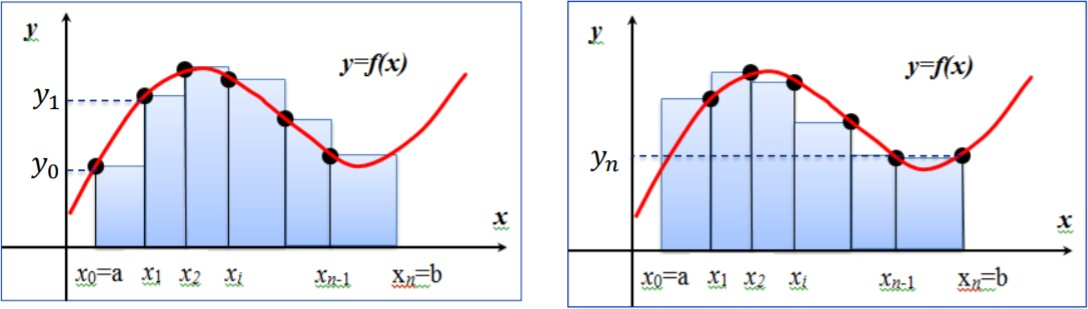 y
y=f(x)
y₁
y₀
x
x₀=a x₁ x₂ xᵢ xₙ₋₁ xₙ=b
y
y=f(x)
yₙ
x
x₀=a x₁ x₂ xᵢ xₙ₋₁ xₙ=b